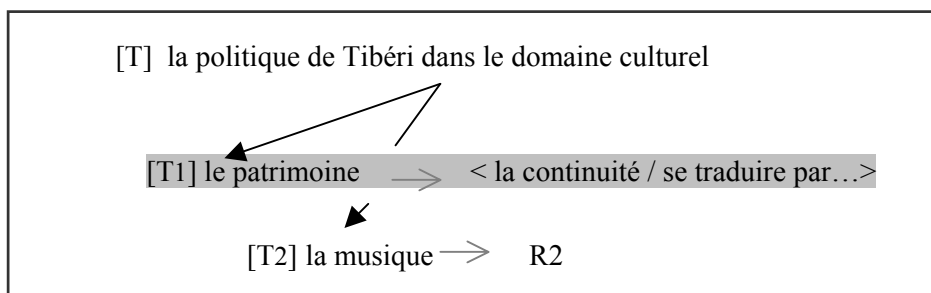 [T] la politique de Tibéri dans le domaine culturel
[T1] le patrimoine < la continuité / se traduire par…>
[T2] la musique R2